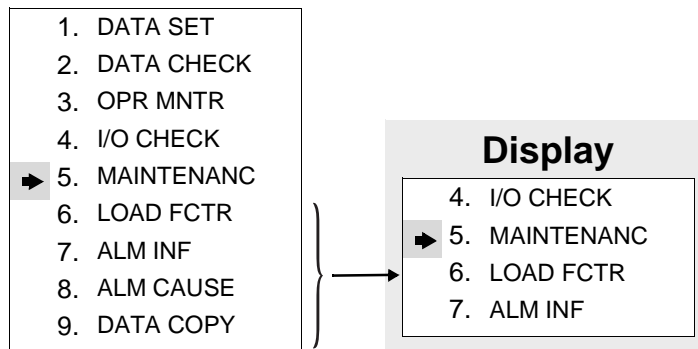 1. DATA SET
2. DATA CHECK
3. OPR MNTR
4. I/O CHECK
5. MAINTENANC
6. LOAD FCTR
7. ALM INF
8. ALM CAUSE
9. DATA COPY
Display
4. I/O CHECK
5. MAINTENANC
6. LOAD FCTR
7. ALM INF